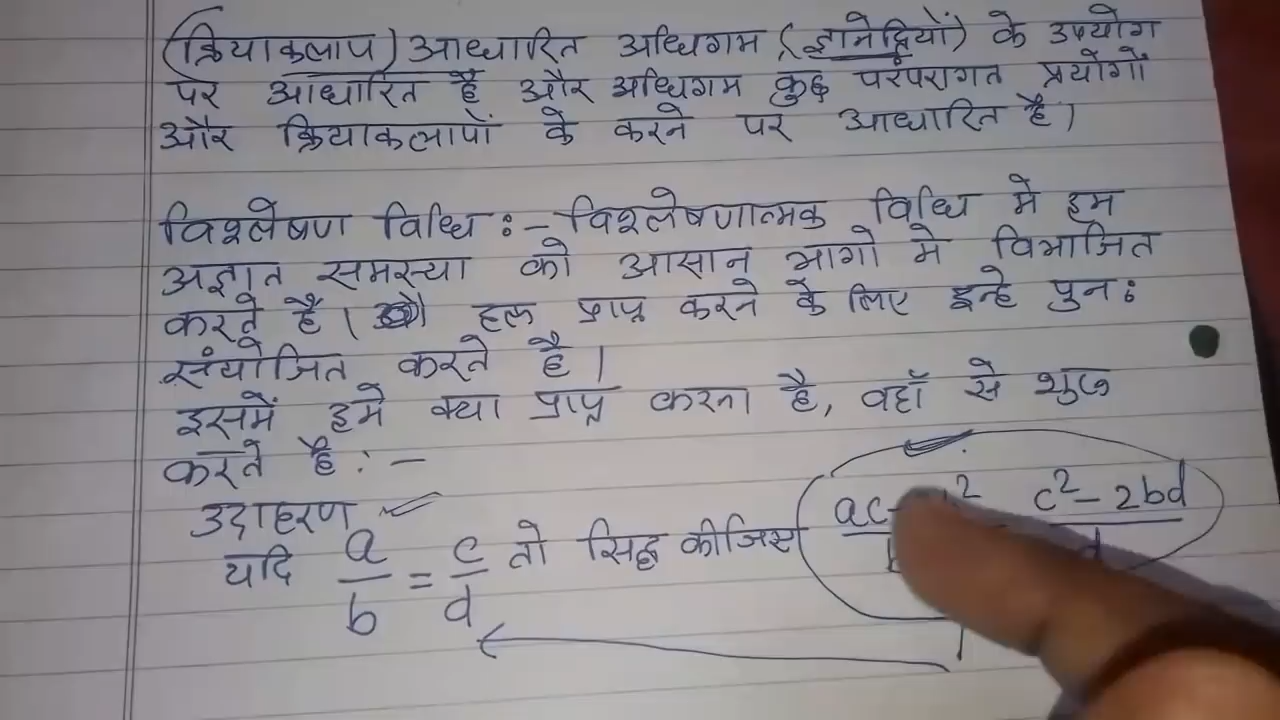 (क्रियाकलाप) आधारित अधिगम (ज्ञानेन्द्रियों) के उपयोग
पर आधारित है और अधिगम कुछ परंपरागत प्रयोगों
और क्रियाकलापों के करने पर आधारित है।
विश्लेषण विधि :- विश्लेषणात्मक विधि मे हम
अज्ञात समस्या को आसान भागो मे विभाजित
करते है। हल प्राप्त करने के लिए इन्हे पुनः
संयोजित करते है।
इसमें हमे क्या प्राप्त करना है, वहाँ से शुरू
करते है :-
उदाहरण
यदि a/b = c/d तो सिद्ध कीजिए ac- c²-2bd